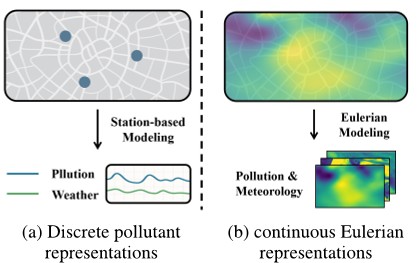 Station-based
Modeling
Pllution
Weather
(a) Discrete pollutant
representations
Eulerian
Modeling
Pollution &
Meteorology
(b) continuous Eulerian
representations